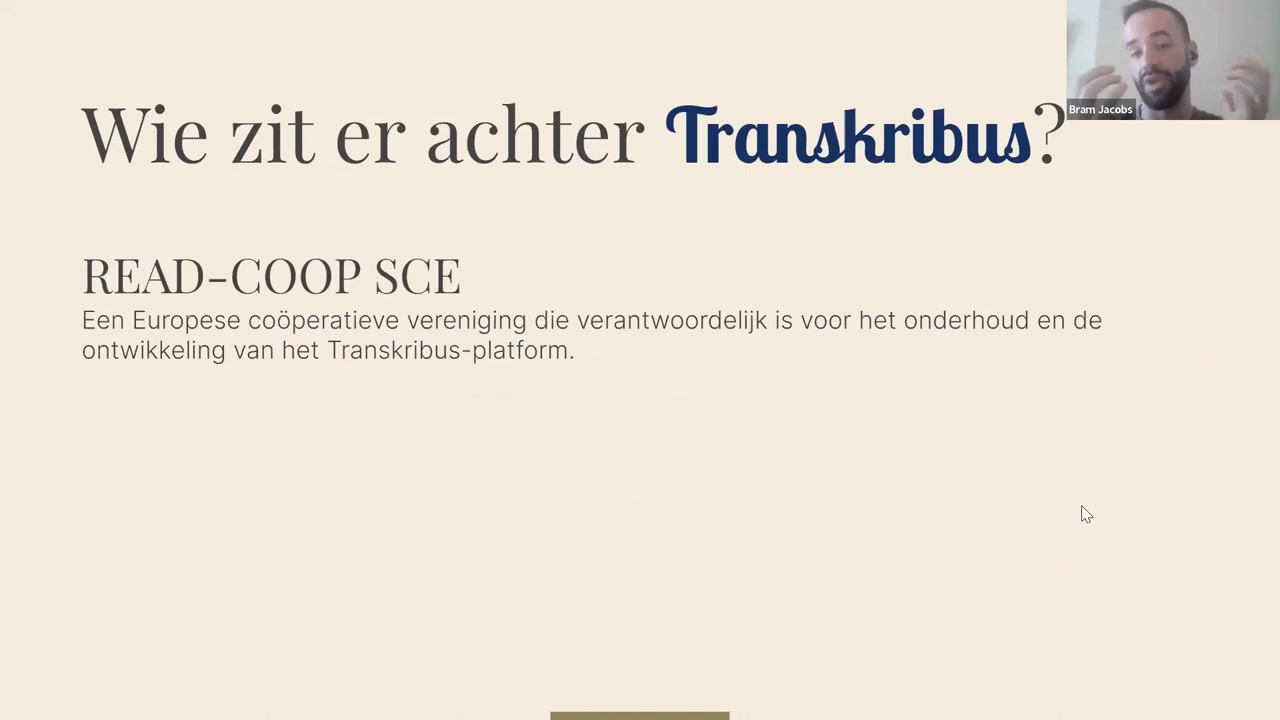 Wie zit er achter Transkribus?
Bram Jacobs
READ-COOP SCE
Een Europese coöperatieve vereniging die verantwoordelijk is voor het onderhoud en de
ontwikkeling van het Transkribus-platform.